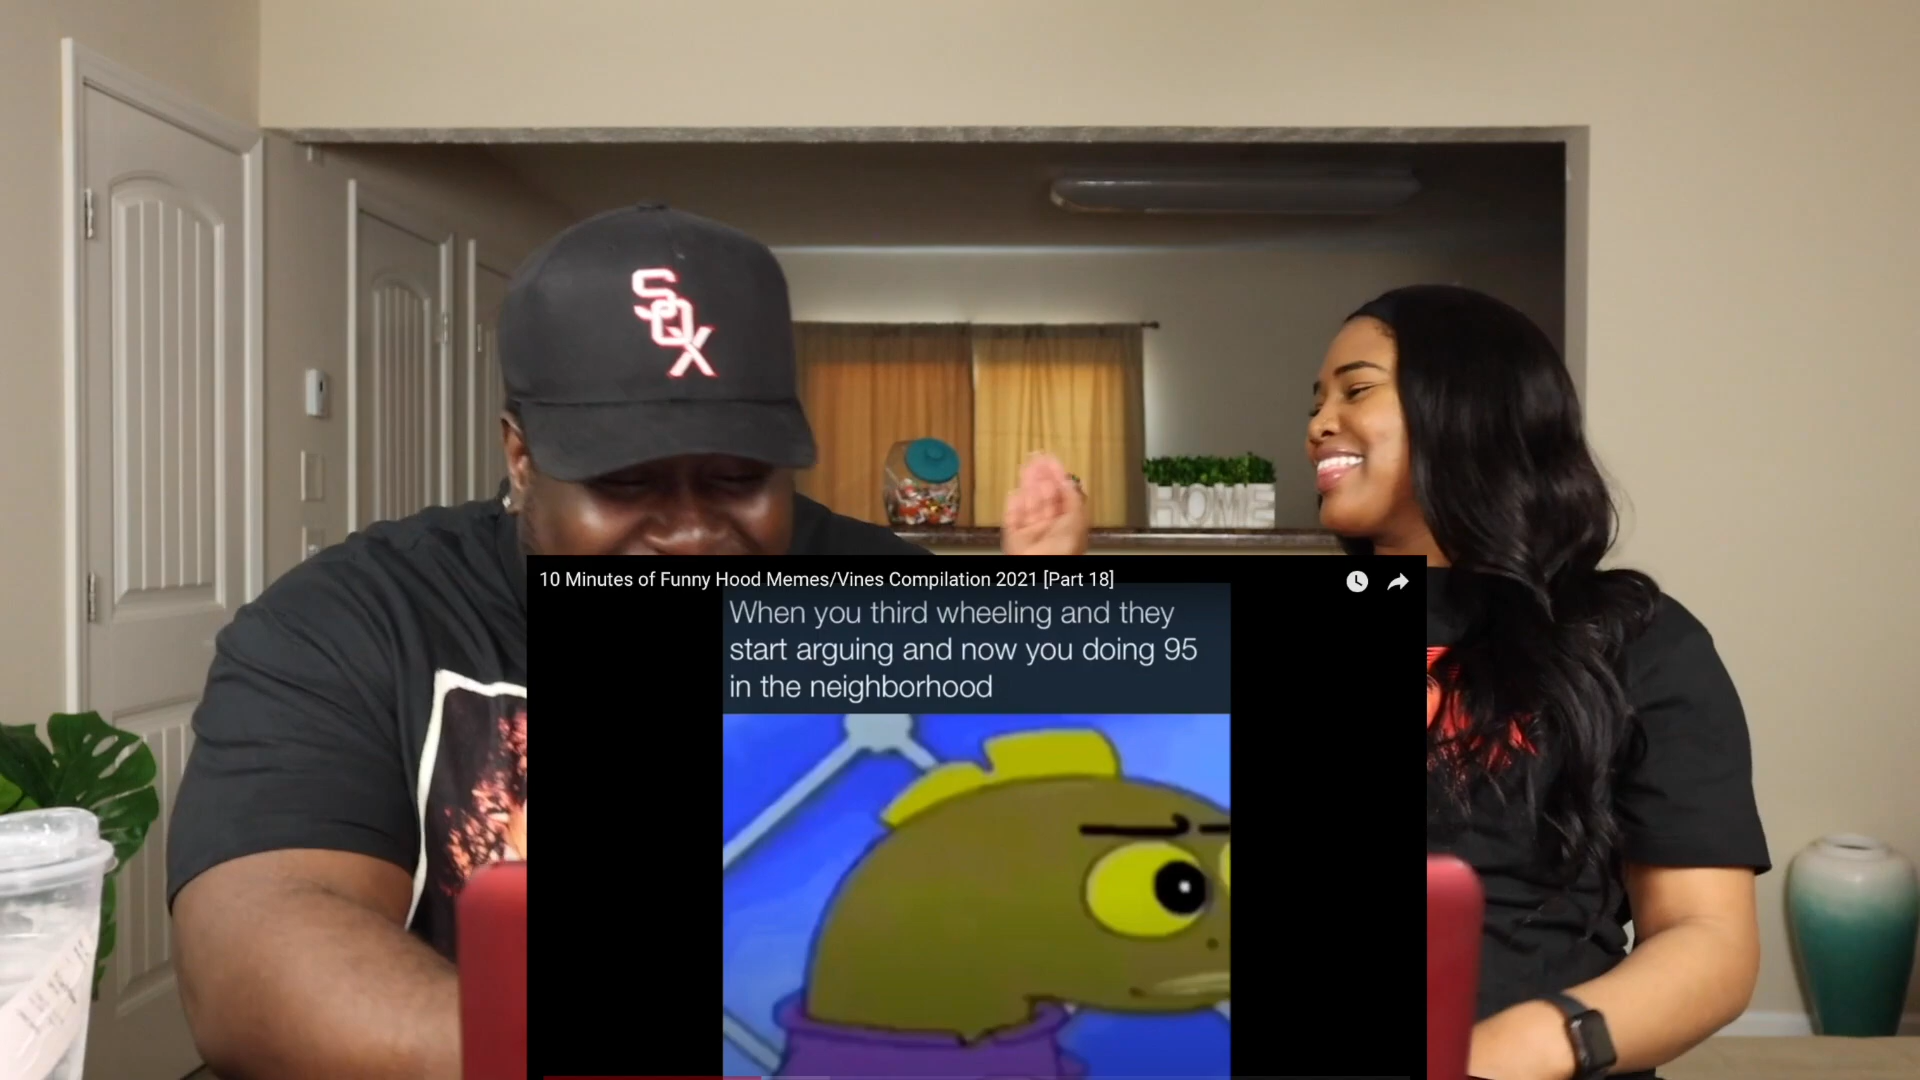 SOX
HOME
10 Minutes of Funny Hood Memes/Vines Compilation 2021 [Part 18]
When you third wheeling and they
start arguing and now you doing 95
in the neighborhood